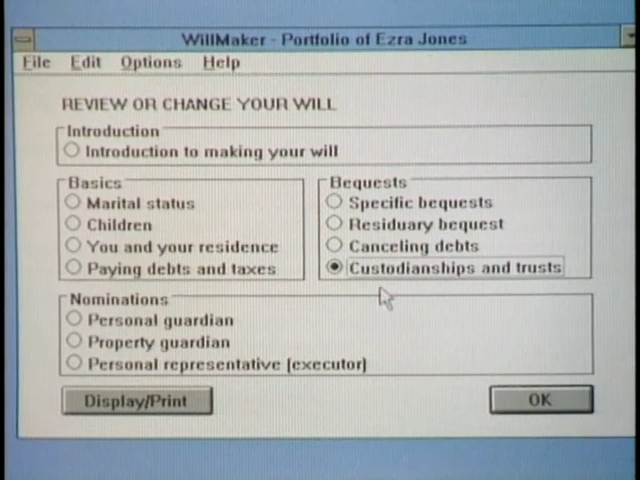 WillMaker - Portfolio of Ezra Jones
File Edit Options Help
REVIEW OR CHANGE YOUR WILL
Introduction
Introduction to making your will
Basics
Marital status
Children
You and your residence
Paying debts and taxes
Bequests
Specific bequests
Residuary bequest
Canceling debts
Custodianships and trusts
Nominations
Personal guardian
Property guardian
Personal representative (executor)
Display/Print
OK